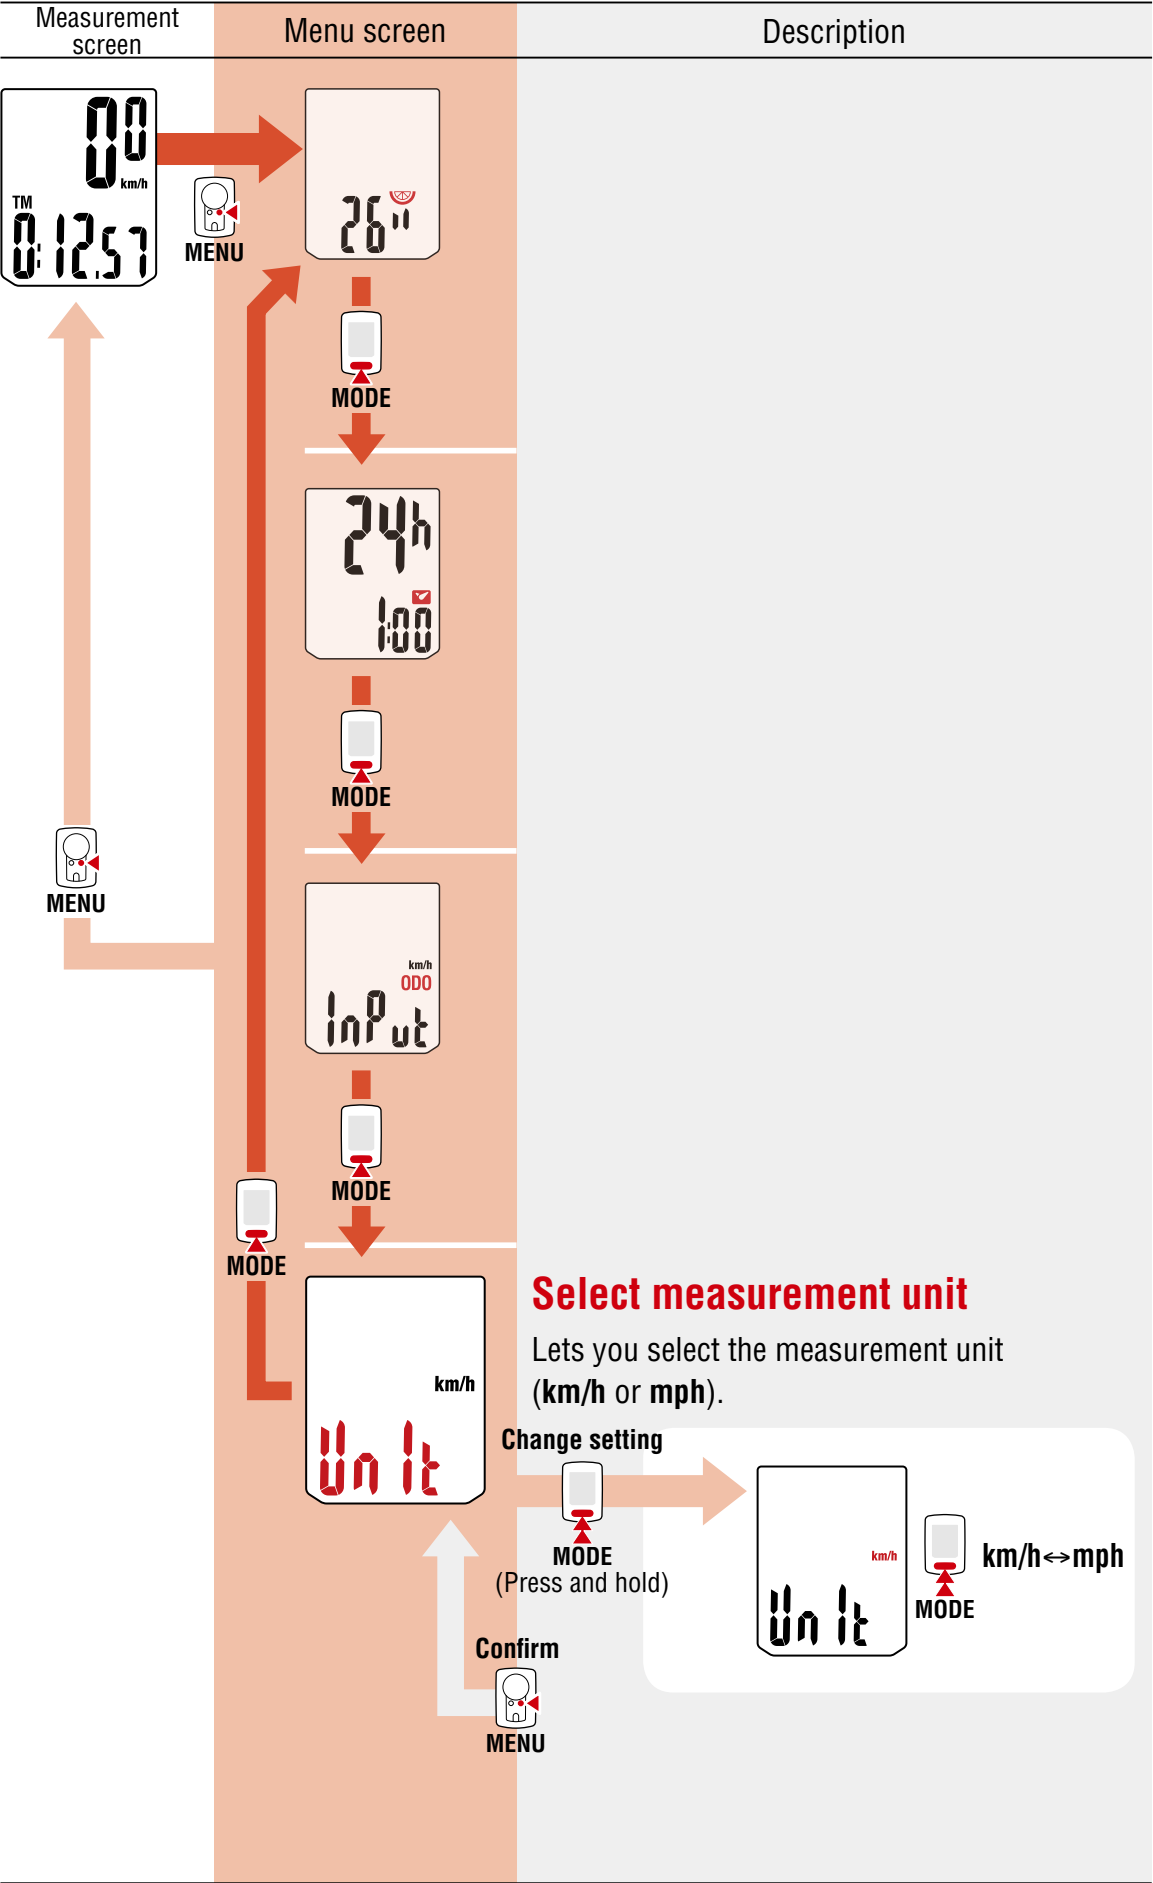 Measurement
screen
Menu screen
Description
00
km/h
TM
0:12.57
MENU
26"
MODE
24h
1:00
MODE
MENU
km/h
ODO
InPut
MODE
MODE
Select measurement unit
Lets you select the measurement unit
(km/h or mph).
km/h
UnIt
Change setting
MODE
(Press and hold)
km/h
UnIt
MODE
km/h↔mph
Confirm
MENU